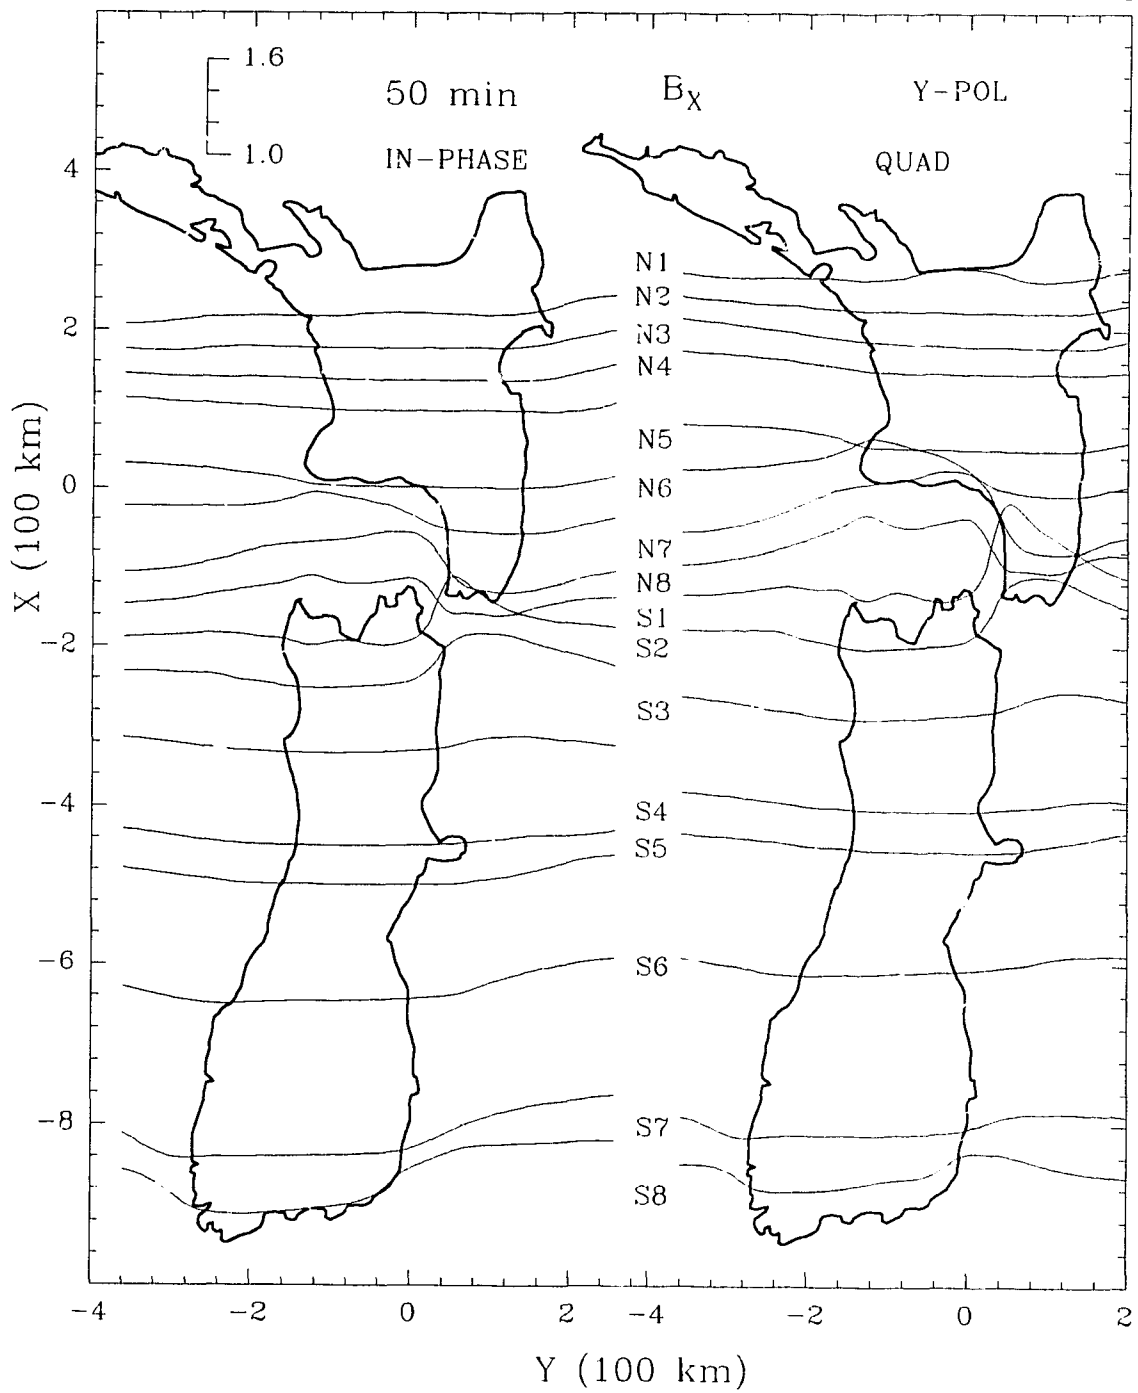 1.6
1.0
50 min
B_X
Y-POL
IN-PHASE
QUAD
4
2
0
-2
-4
-6
-8
X (100 km)
N1
N2
N3
N4
N5
N6
N7
N8
S1
S2
S3
S4
S5
S6
S7
S8
-4
-2
0
2
-2
0
2
Y (100 km)